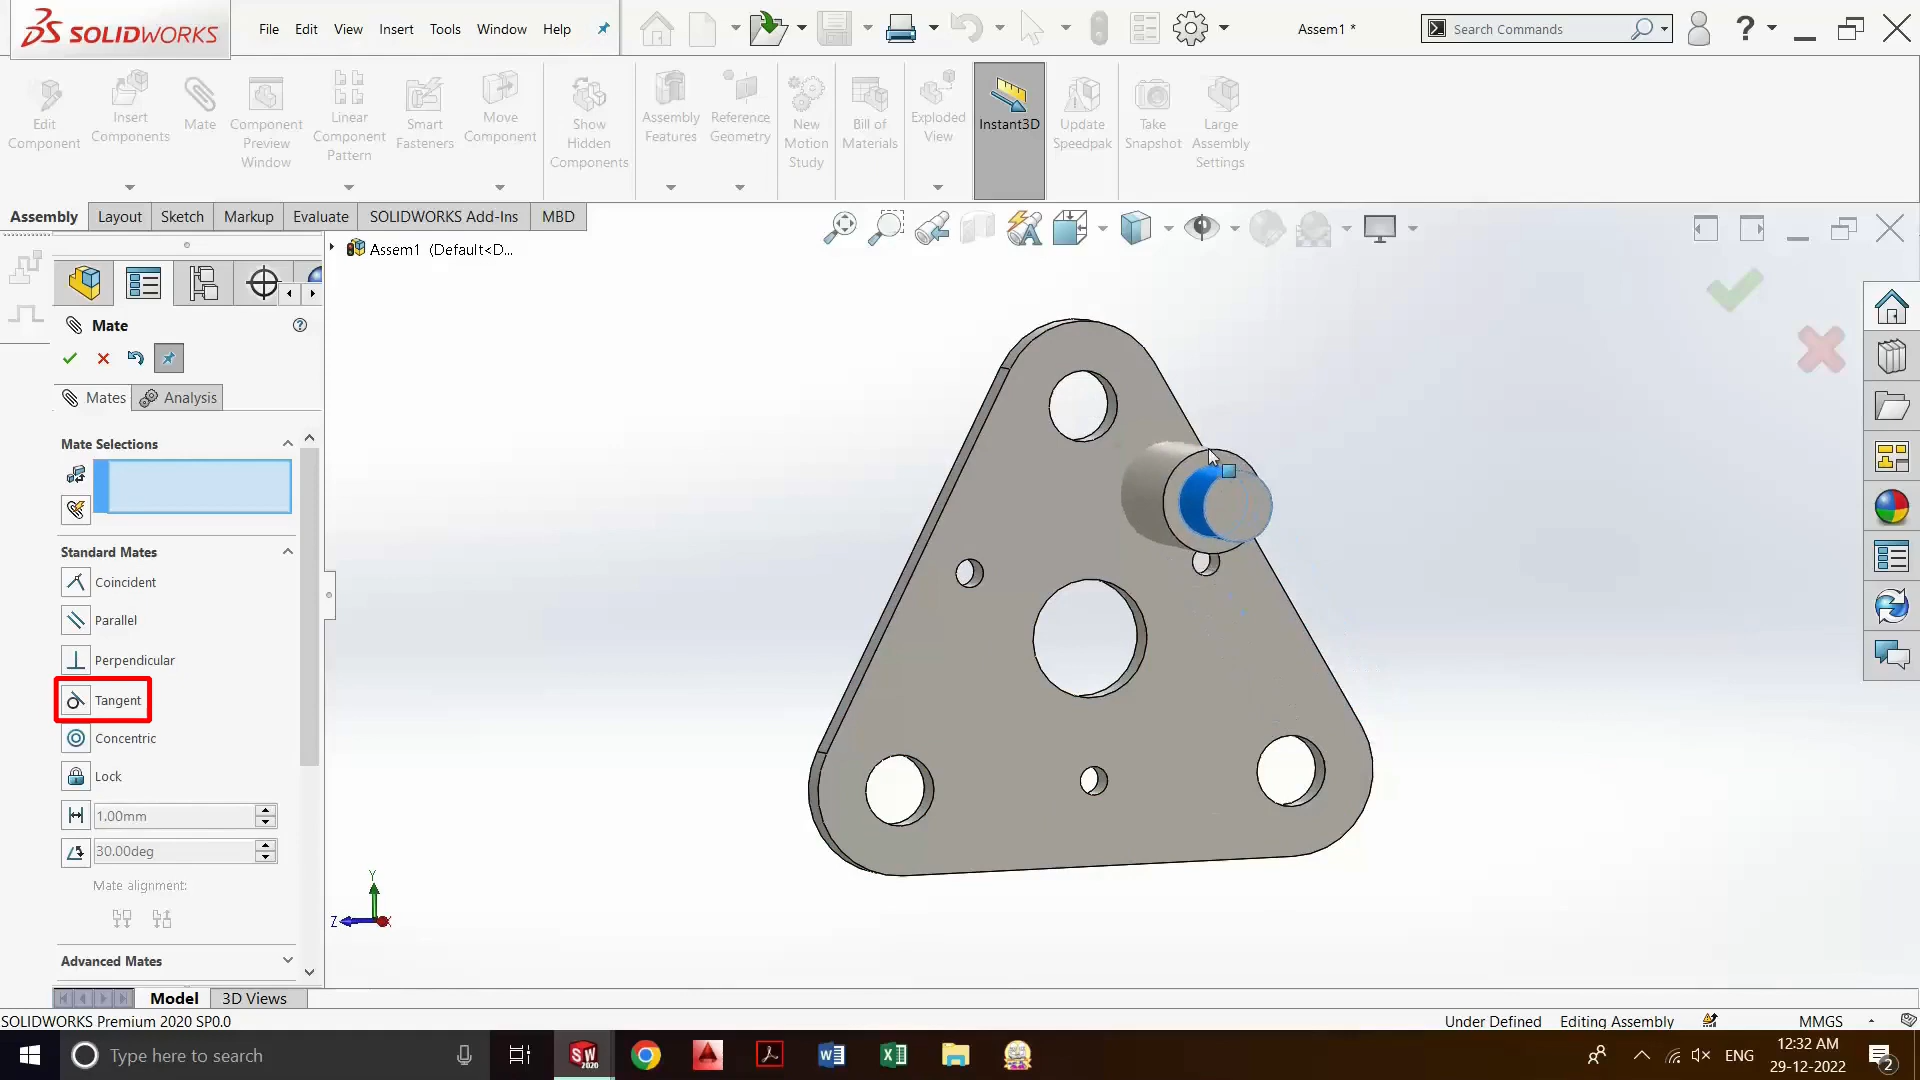 SOLIDWORKS
File Edit View Insert Tools Window Help
Assem1 *
Search Commands
?
Edit Component
Insert Components
Mate
Component Preview Window
Linear Component Pattern
Smart Fasteners
Move Component
Show Hidden Components
Assembly Features
Reference Geometry
New Motion Study
Bill of Materials
Exploded View
Instant3D
Update Speedpak
Take Snapshot
Large Assembly Settings
Assembly Layout Sketch Markup Evaluate SOLIDWORKS Add-Ins MBD
Assem1 (Default<D...
Mate
Mates Analysis
Mate Selections
Standard Mates
Coincident
Parallel
Perpendicular
Tangent
Concentric
Lock
1.00mm
30.00deg
Mate alignment:
Advanced Mates
Y
Z
Model 3D Views
SOLIDWORKS Premium 2020 SP0.0
Under Defined Editing Assembly MMGS
Type here to search
SW
2020
ENG
12:32 AM
29-12-2022
2